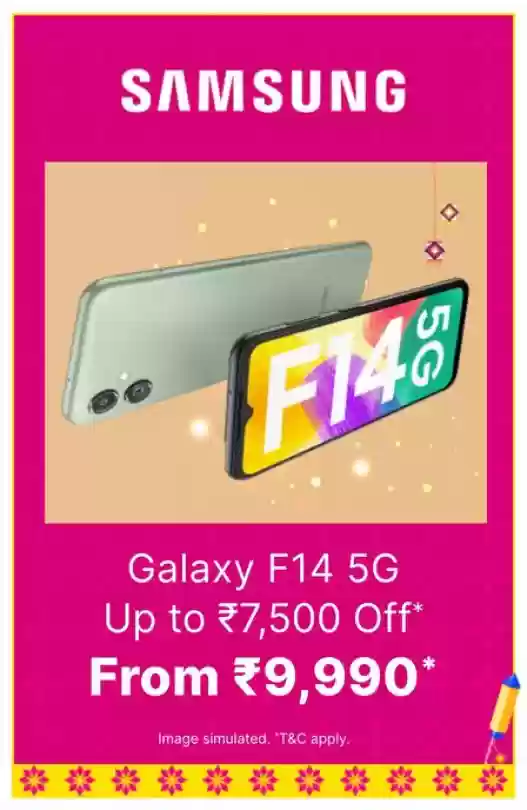 SAMSUNG
F14 5G
Galaxy F14 5G
Up to ₹7,500 Off*
From ₹9,990*
Image simulated. *T&C apply.